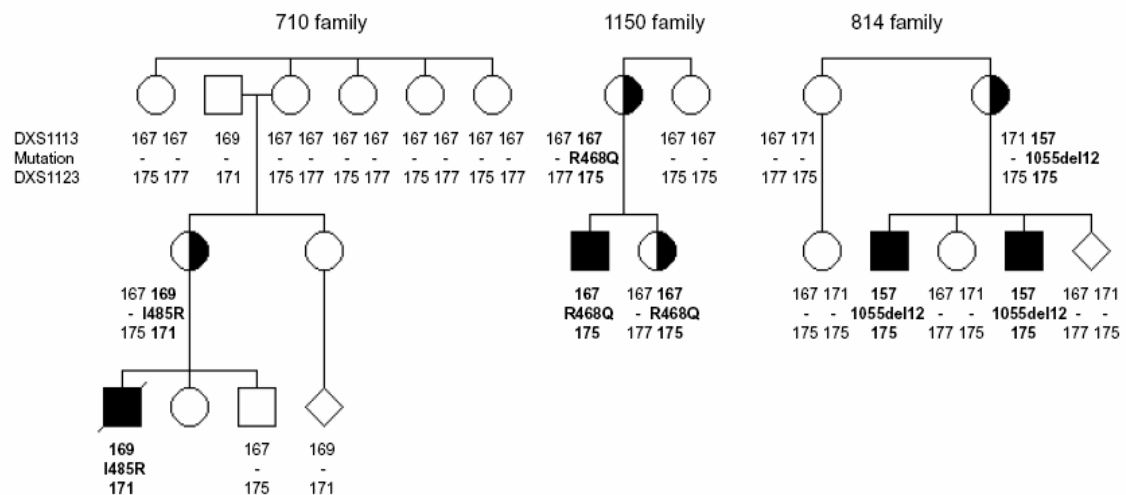 710 family 1150 family 814 family
DXS1113 167 167 169 167 167 167 167 167 167 167 167 167 167 167 167 167 171 171 157
Mutation - - - - - - - - - - - - R468Q - - - - - 1055del12
DXS1123 175 177 171 175 177 175 177 175 177 175 177 177 175 175 175 177 175 175 175
167 169 167 167 167 167 171 157 167 171 157 167 171
- I485R R468Q - R468Q - - 1055del12 - - 1055del12 - -
175 171 175 177 175 175 175 175 177 175 175 177 175
169 167 169
I485R - -
171 175 171